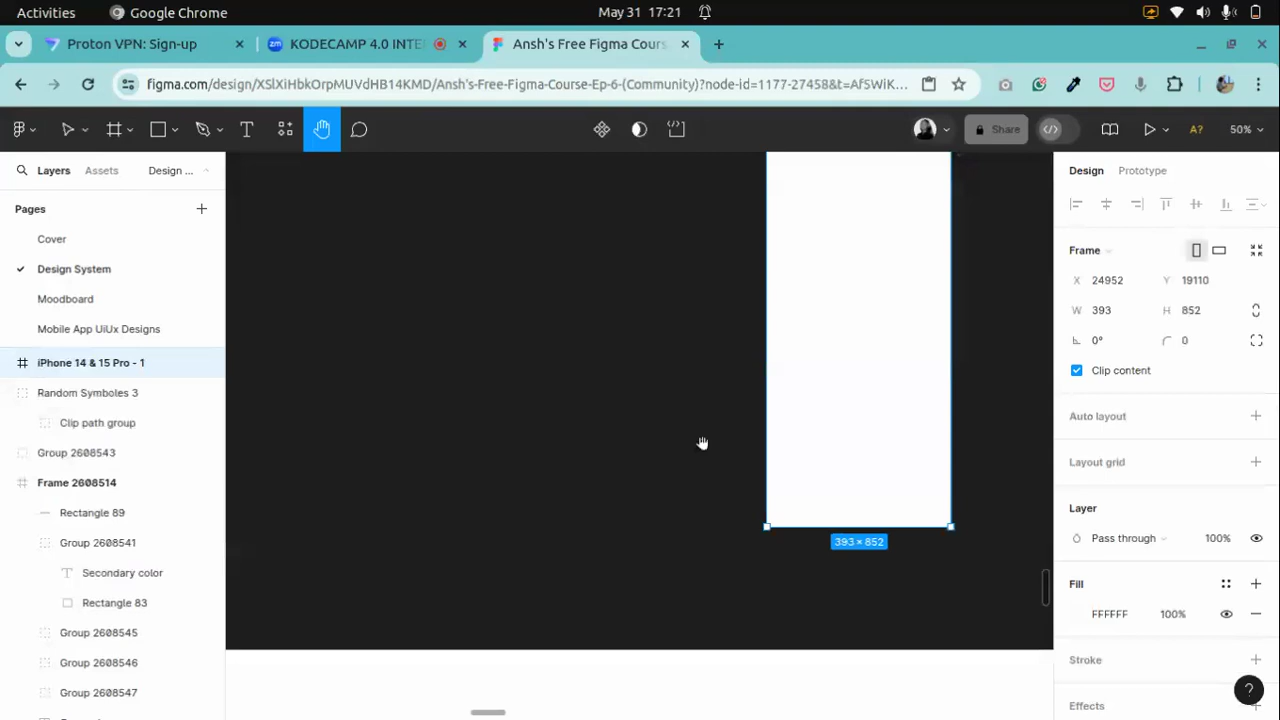 Activities Google Chrome May 31 17:21
Proton VPN: Sign-up KODECAMP 4.0 INTE Ansh's Free Figma Cours
figma.com/design/XSlXiHbkOrpMUVdHB14KMD/Ansh's-Free-Figma-Course-Ep-6-(Community)?node-id=1177-27458&t=AfSWiK...
Share A? 50%
Layers Assets Design ... Design Prototype
Pages
Cover
Design System
Moodboard
Mobile App UiUx Designs
iPhone 14 & 15 Pro - 1
Random Symboles 3
Clip path group
Group 2608543
Frame 2608514
Rectangle 89
Group 2608541
Secondary color
Rectangle 83
Group 2608545
Group 2608546
Group 2608547
393 × 852
Frame
X 24952 Y 19110
W 393 H 852
0° 0
Clip content
Auto layout
Layout grid
Layer
Pass through 100%
Fill
FFFFFF 100%
Stroke
Effects
?